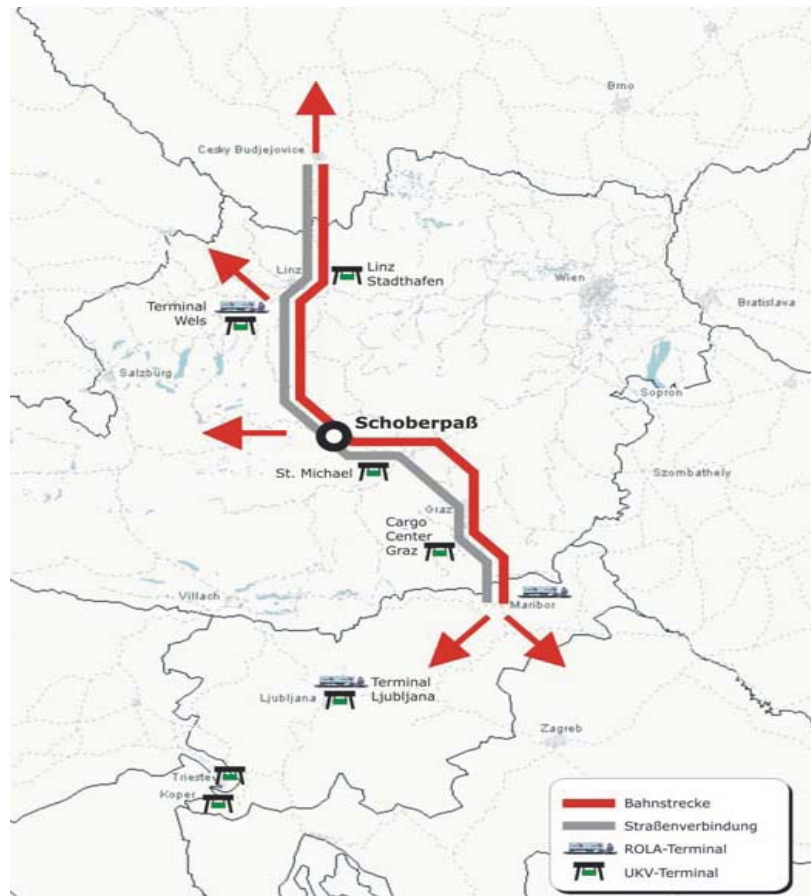 Brno
Cesky Budjejovice
Linz
Linz
Stadthafen
Wien
Terminal
Wels
Bratislava
Salzburg
Sopron
Schoberpaß
St. Michael
Szombathely
Graz
Cargo
Center
Graz
Villach
Maribor
Terminal
Ljubljana
Ljubljana
Zagreb
Trieste
Koper
Bahnstrecke
Straßenverbindung
ROLA-Terminal
UKV-Terminal